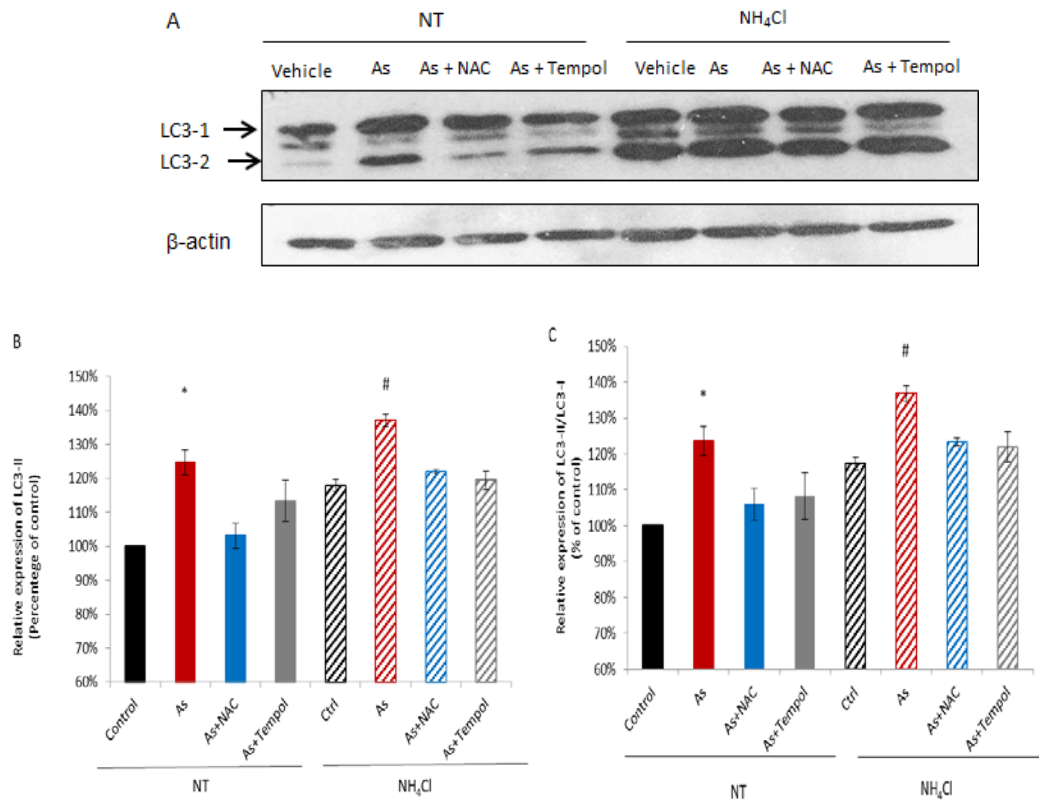 A
NT
NH₄Cl
Vehicle As As + NAC As + Tempol Vehicle As As + NAC As + Tempol
LC3-1
LC3-2
β-actin
B
Relative expression of LC3-II
(Percentege of control)
150%
140%
130%
120%
110%
100%
90%
80%
70%
60%
*
#
Control
As
As+NAC
As+Tempol
Ctrl
As
As+NAC
As+Tempol
NT
NH₄Cl
C
Relative expression of LC3-II/LC3-I
(% of control)
150%
140%
130%
120%
110%
100%
90%
80%
70%
60%
*
#
Control
As
As+NAC
As+Tempol
Ctrl
As
As+NAC
As+Tempol
NT
NH₄Cl